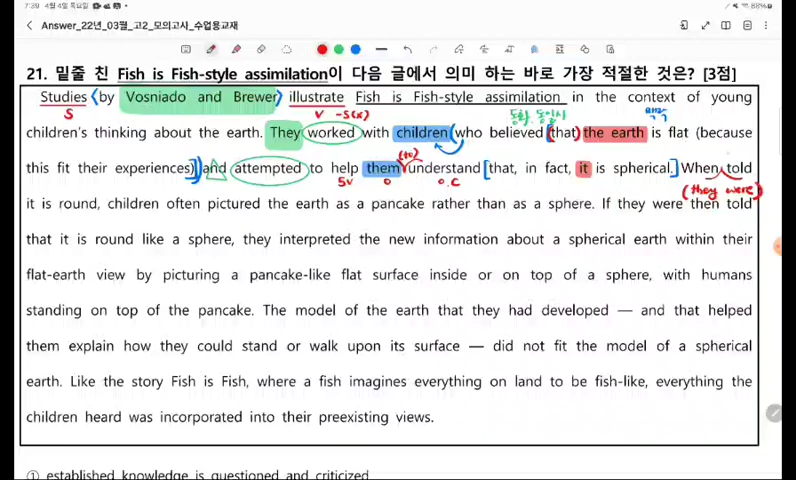 7:39 4월 4일 목요일
88%
Answer_22년_03월_고2_모의고사_수업용교재
21. 밑줄 친 Fish is Fish-style assimilation이 다음 글에서 의미 하는 바로 가장 적절한 것은? [3점]
Studies (by Vosniado and Brewer) illustrate Fish is Fish-style assimilation in the context of young
S V -s(x)
children's thinking about the earth. They worked with children (who believed (that) the earth is flat (because
this fit their experiences)) and attempted to help them understand [that, in fact, it is spherical.] When told
(to) 5V O O.C (they were)
it is round, children often pictured the earth as a pancake rather than as a sphere. If they were then told
that it is round like a sphere, they interpreted the new information about a spherical earth within their
flat-earth view by picturing a pancake-like flat surface inside or on top of a sphere, with humans
standing on top of the pancake. The model of the earth that they had developed — and that helped
them explain how they could stand or walk upon its surface — did not fit the model of a spherical
earth. Like the story Fish is Fish, where a fish imagines everything on land to be fish-like, everything the
children heard was incorporated into their preexisting views.
① established knowledge is questioned and criticized